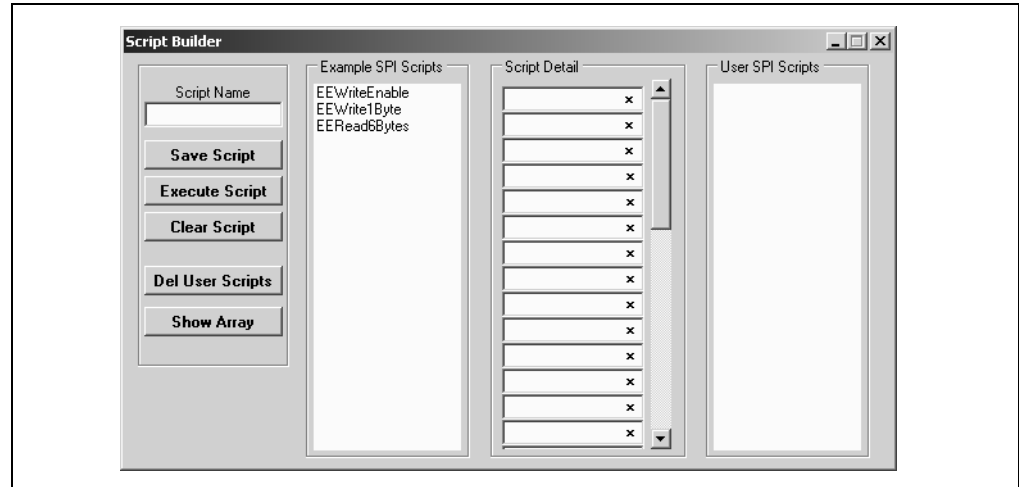 Script Builder
Script Name
Save Script
Execute Script
Clear Script
Del User Scripts
Show Array
Example SPI Scripts
EEWriteEnable
EEWrite1Byte
EERead6Bytes
Script Detail
x
x
x
x
x
x
x
x
x
x
x
x
x
x
User SPI Scripts